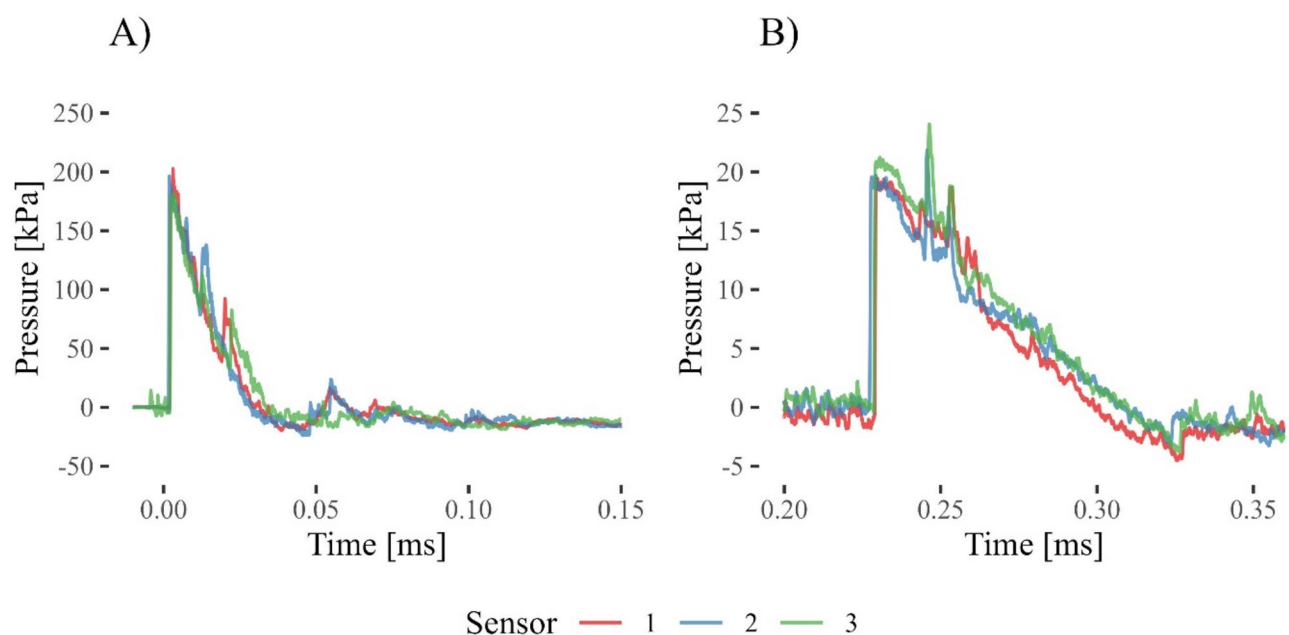 A)
B)
250
200
150
100
50
0
-50
Pressure [kPa]
0.00 0.05 0.10 0.15
Time [ms]
25
20
15
10
5
0
-5
Pressure [kPa]
0.20 0.25 0.30 0.35
Time [ms]
Sensor 1 2 3